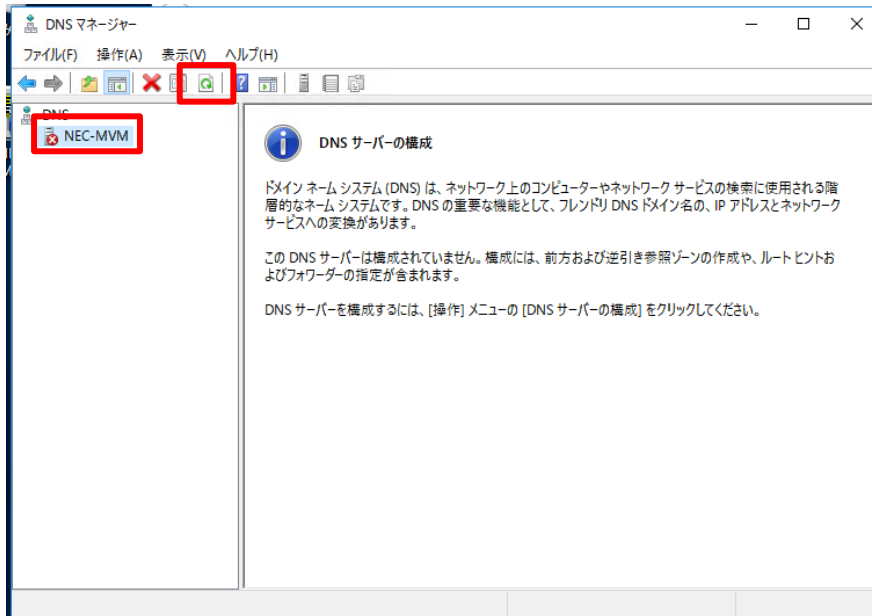 DNS マネージャー
ファイル(F) 操作(A) 表示(V) ヘルプ(H)
DNS
NEC-MVM
DNS サーバーの構成
ドメイン ネーム システム (DNS) は、ネットワーク上のコンピューターやネットワーク サービスの検索に使用される階
層的なネーム システムです。DNS の重要な機能として、フレンドリ DNS ドメイン名の、IP アドレスとネットワーク
サービスへの変換があります。
この DNS サーバーは構成されていません。構成には、前方および逆引き参照ゾーンの作成や、ルート ヒントお
よびフォワーダーの指定が含まれます。
DNS サーバーを構成するには、[操作] メニューの [DNS サーバーの構成] をクリックしてください。